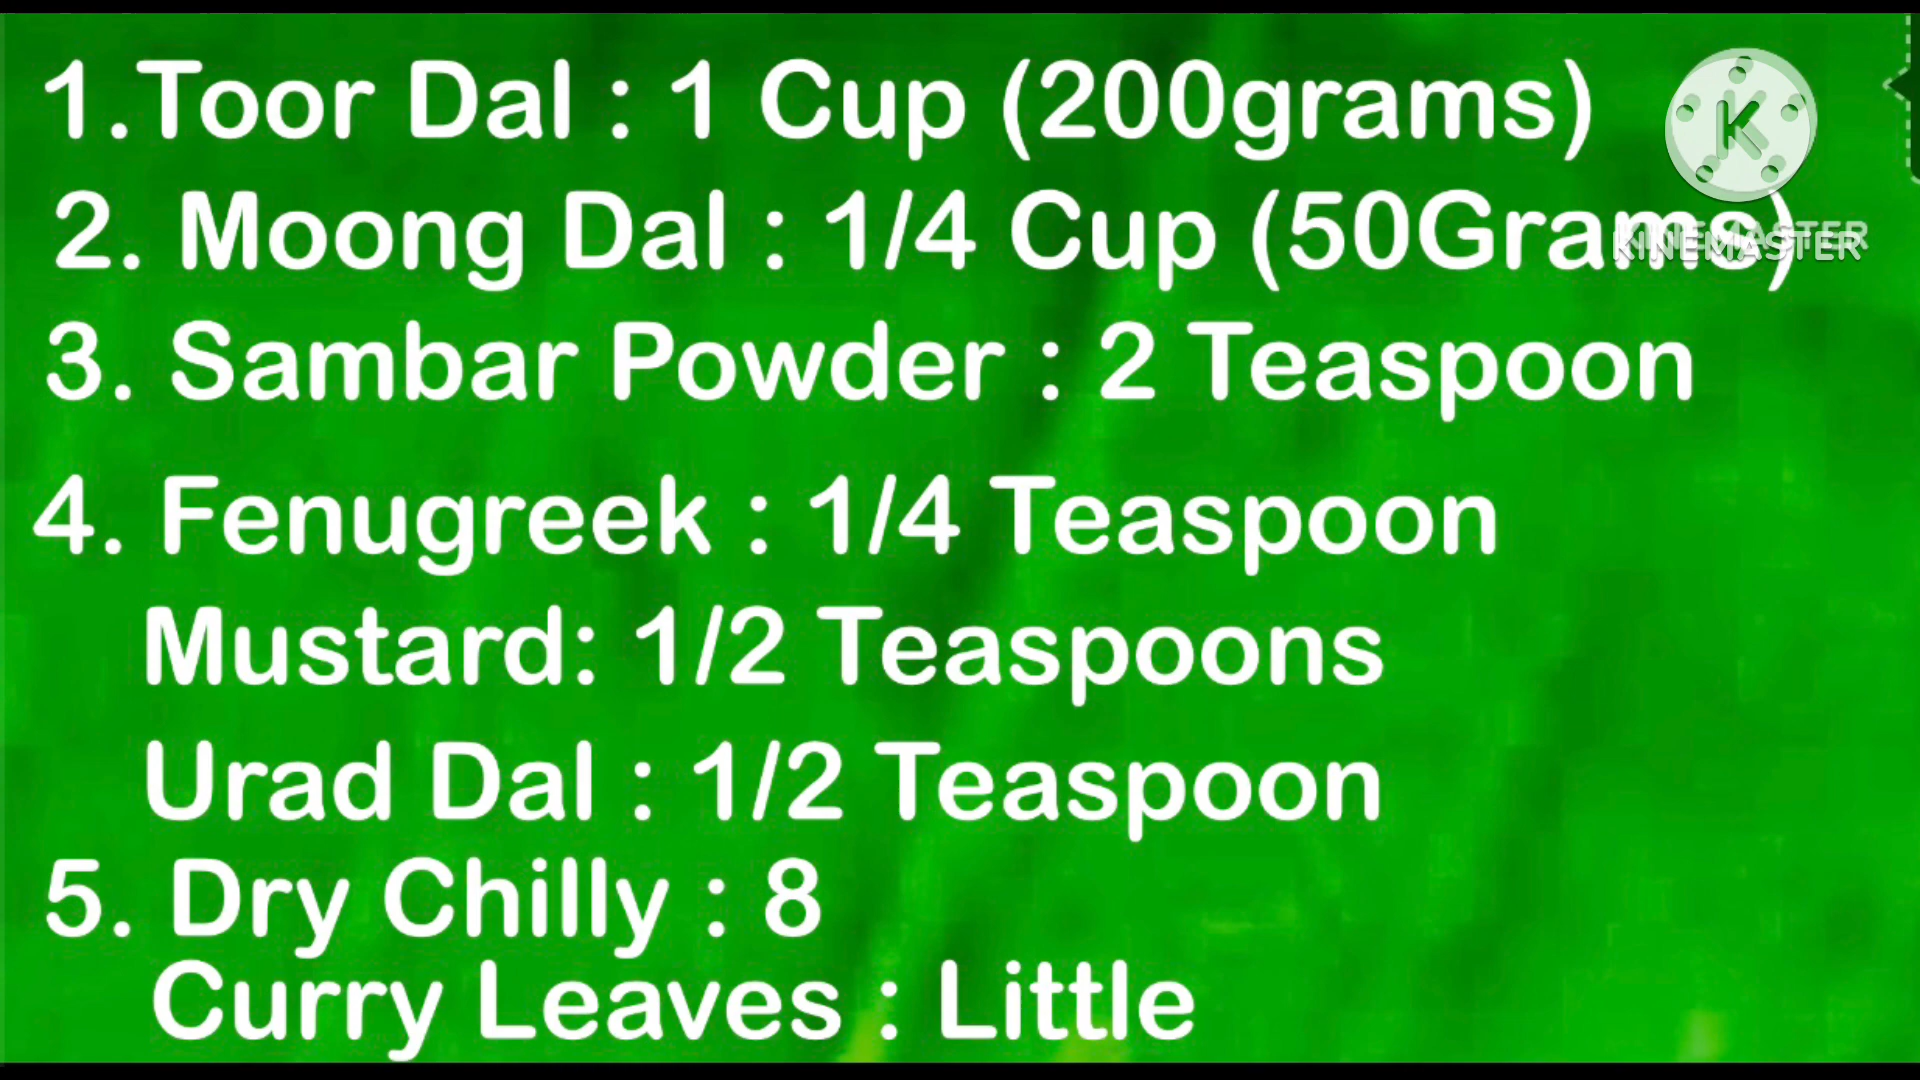 1.Toor Dal : 1 Cup (200grams)
2. Moong Dal : 1/4 Cup (50Grams)
KINEMASTER
3. Sambar Powder : 2 Teaspoon
4. Fenugreek : 1/4 Teaspoon
Mustard: 1/2 Teaspoons
Urad Dal : 1/2 Teaspoon
5. Dry Chilly : 8
Curry Leaves : Little